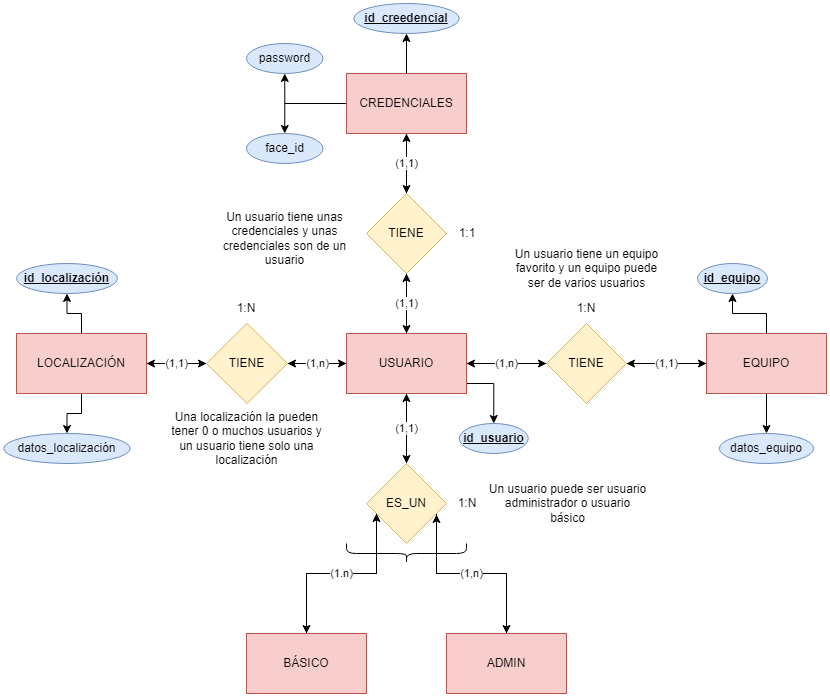 id_creedencial
password
CREDENCIALES
face_id
(1,1)
Un usuario tiene unas
credenciales y unas
credenciales son de un
usuario
TIENE
1:1
Un usuario tiene un equipo
favorito y un equipo puede
ser de varios usuarios
id_localización
id_equipo
1:N
(1,1)
1:N
LOCALIZACIÓN
(1,1)
TIENE
(1,n)
USUARIO
(1,n)
TIENE
(1,1)
EQUIPO
Una localización la pueden
tener 0 o muchos usuarios y
un usuario tiene solo una
localización
(1,1)
id_usuario
datos_localización
datos_equipo
ES_UN
1:N
Un usuario puede ser usuario
administrador o usuario
básico
(1.n)
(1,n)
BÁSICO
ADMIN